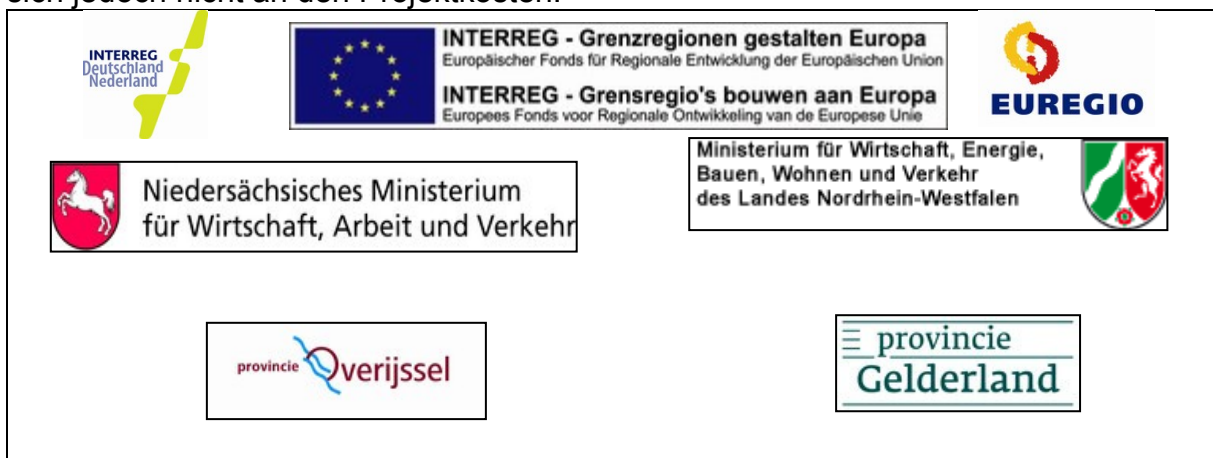 sich jedoch nicht an den Projektkosten.
INTERREG
Deutschland
Nederland
INTERREG - Grenzregionen gestalten Europa
Europäischer Fonds für Regionale Entwicklung der Europäischen Union
INTERREG - Grensregio's bouwen aan Europa
Europees Fonds voor Regionale Ontwikkeling van de Europese Unie
EUREGIO
Niedersächsisches Ministerium
für Wirtschaft, Arbeit und Verkehr
Ministerium für Wirtschaft, Energie,
Bauen, Wohnen und Verkehr
des Landes Nordrhein-Westfalen
provincie Overijssel
provincie
Gelderland